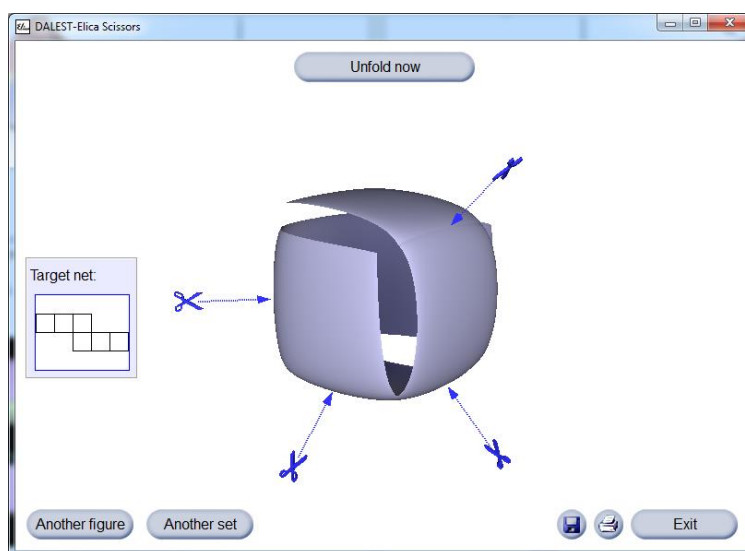 DALEST-Elica Scissors
Unfold now
Target net:
Another figure
Another set
Exit